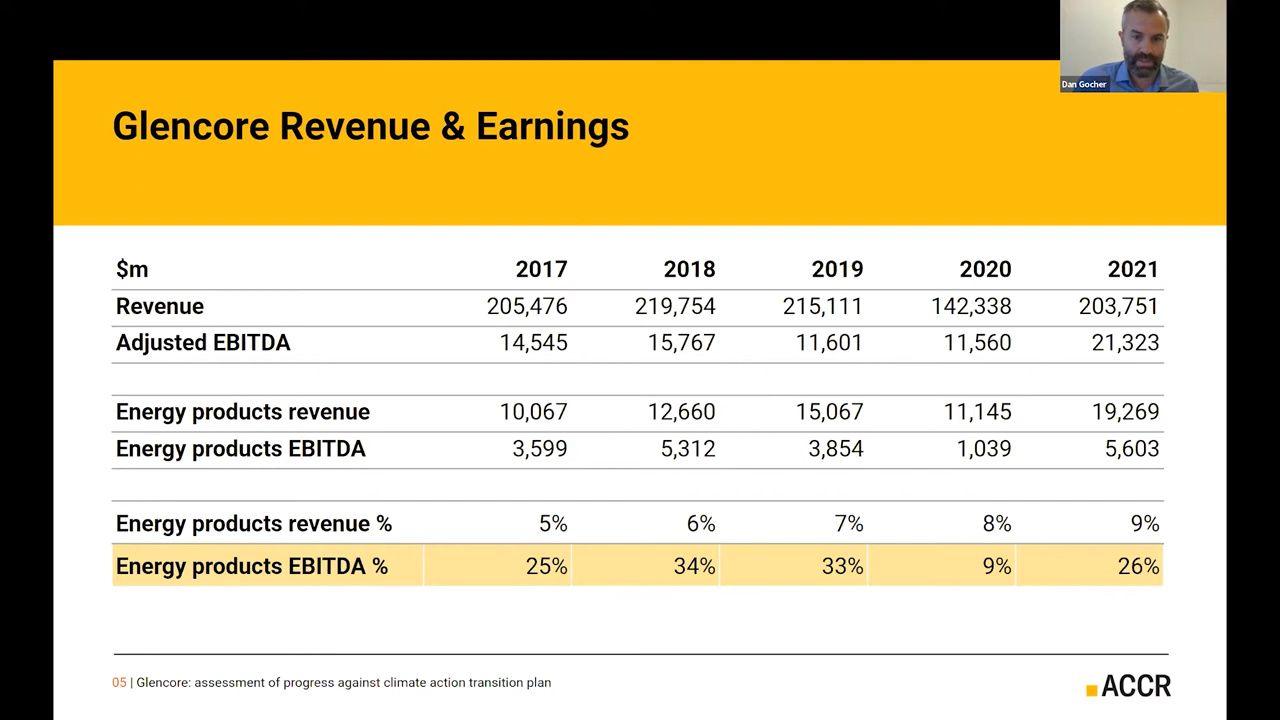 Dan Gocher
Glencore Revenue & Earnings
$m 2017 2018 2019 2020 2021
Revenue 205,476 219,754 215,111 142,338 203,751
Adjusted EBITDA 14,545 15,767 11,601 11,560 21,323
Energy products revenue 10,067 12,660 15,067 11,145 19,269
Energy products EBITDA 3,599 5,312 3,854 1,039 5,603
Energy products revenue % 5% 6% 7% 8% 9%
Energy products EBITDA % 25% 34% 33% 9% 26%
05 | Glencore: assessment of progress against climate action transition plan
ACCR